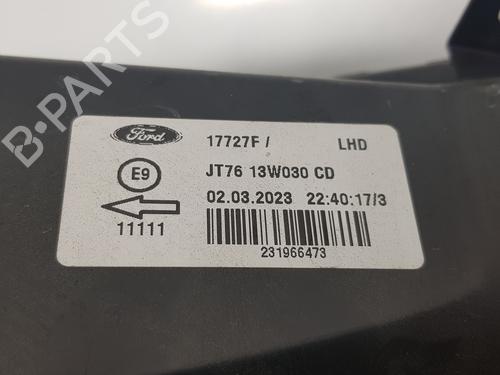 Ford
17727F / LHD
E9
JT76 13W030 CD
02.03.2023 22:40:17/3
11111
231966473
B-PARTS